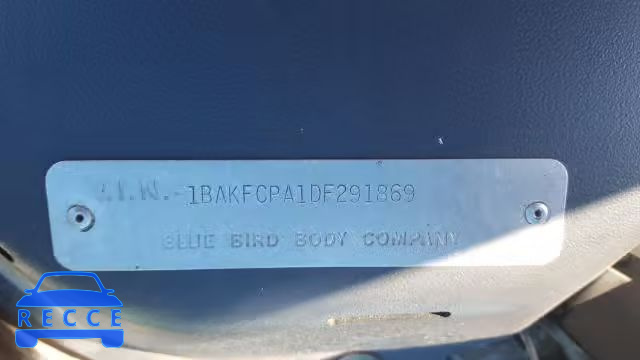 V.I.N.-1BAKFCPA1DF291869
BLUE BIRD BODY COMPANY
RECCE